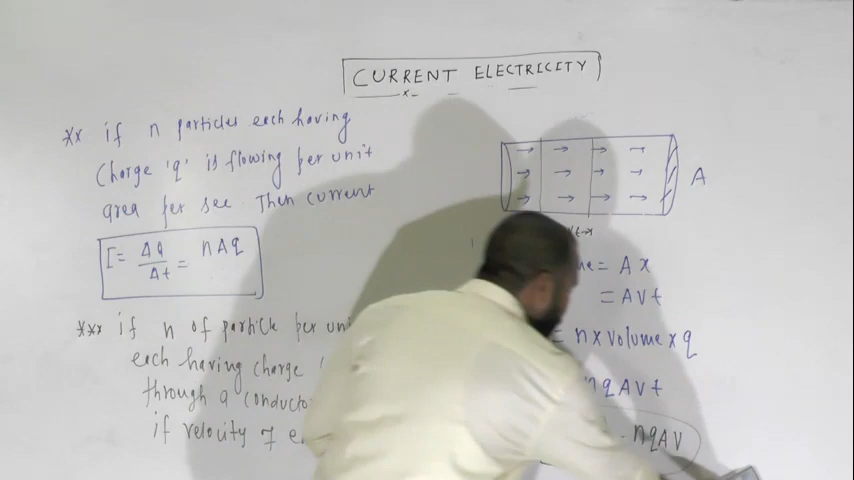 CURRENT ELECTRICITY
** if n particles each having
charge 'q' is flowing per unit
area per sec Then current
I = ΔQ/Δt = nAq
*** if n of particle per uni
each having charge
through a conducto
if velocity of e
A
= Ax
= AVt
= n x volume x q
qAVt
nqAV